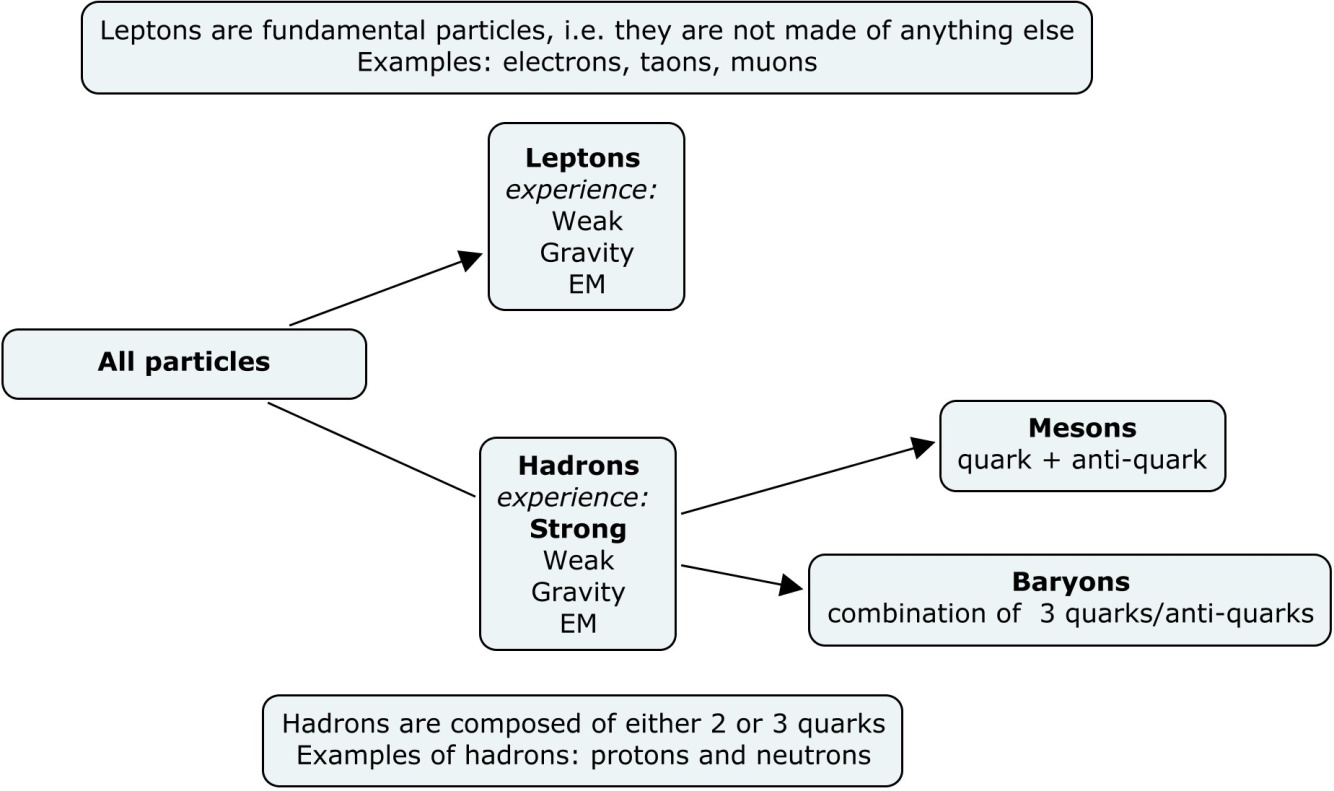 Leptons are fundamental particles, i.e. they are not made of anything else
Examples: electrons, taons, muons
Leptons
experience:
Weak
Gravity
EM
All particles
Hadrons
experience:
Strong
Weak
Gravity
EM
Mesons
quark + anti-quark
Baryons
combination of  3 quarks/anti-quarks
Hadrons are composed of either 2 or 3 quarks
Examples of hadrons: protons and neutrons